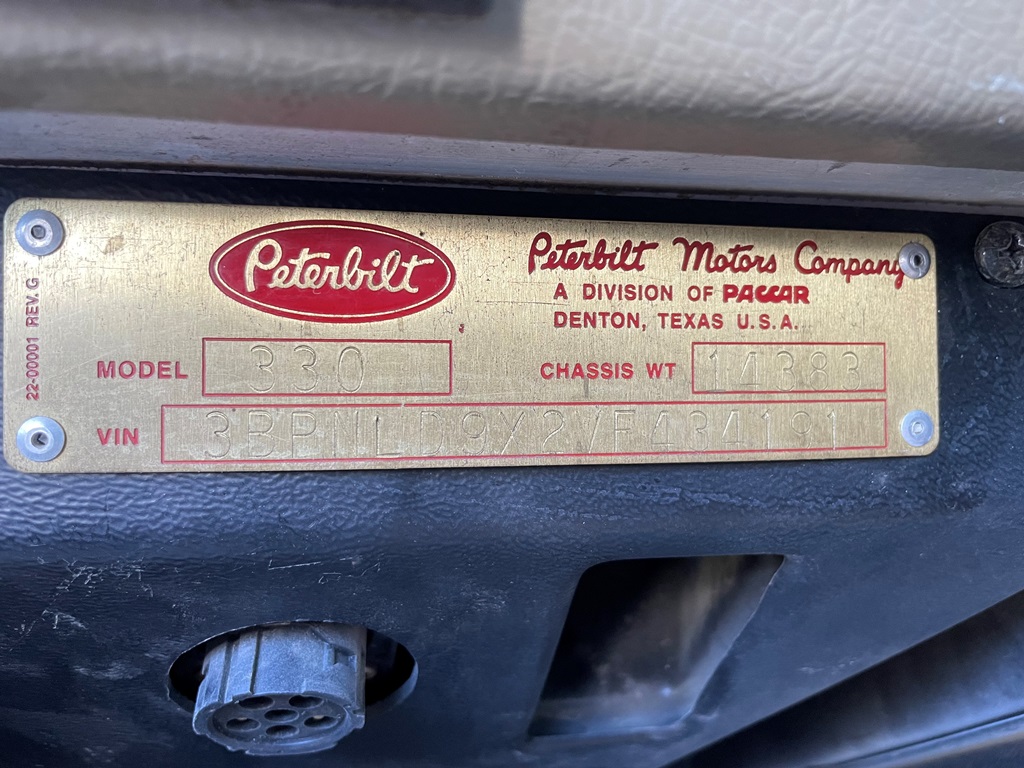 Peterbilt
Peterbilt Motors Company
A DIVISION OF PACCAR
DENTON, TEXAS U.S.A.
22-00001 REV. G
MODEL 330
CHASSIS WT 14383
VIN 3BPNLD9X2VF434191